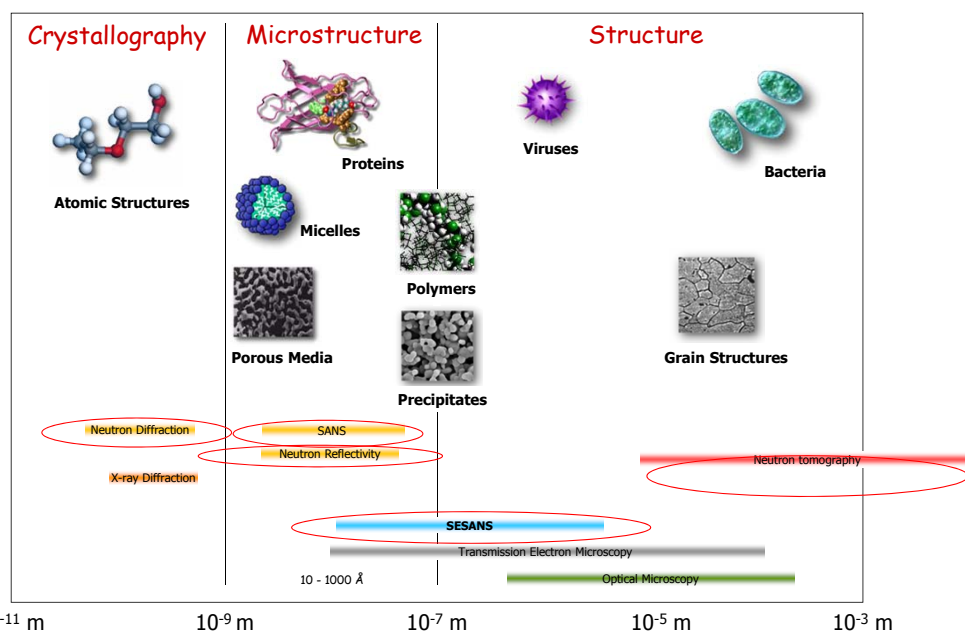 Crystallography
Microstructure
Structure
Proteins
Viruses
Bacteria
Atomic Structures
Micelles
Polymers
Porous Media
Grain Structures
Precipitates
Neutron Diffraction
SANS
Neutron Reflectivity
Neutron tomography
X-ray Diffraction
SESANS
Transmission Electron Microscopy
10 - 1000 Å
Optical Microscopy
-11 m
10-9 m
10-7 m
10-5 m
10-3 m